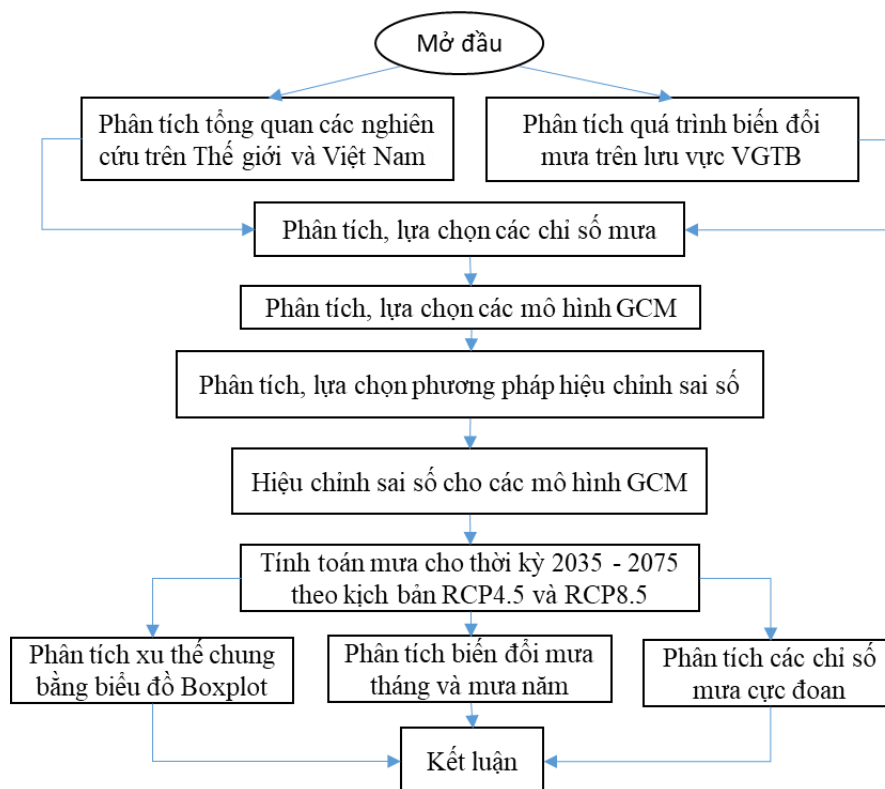 Mở đầu
Phân tích tổng quan các nghiên
cứu trên Thế giới và Việt Nam
Phân tích quá trình biến đổi
mưa trên lưu vực VGTB
Phân tích, lựa chọn các chỉ số mưa
Phân tích, lựa chọn các mô hình GCM
Phân tích, lựa chọn phương pháp hiệu chỉnh sai số
Hiệu chỉnh sai số cho các mô hình GCM
Tính toán mưa cho thời kỳ 2035 - 2075
theo kịch bản RCP4.5 và RCP8.5
Phân tích xu thế chung
bằng biểu đồ Boxplot
Phân tích biến đổi mưa
tháng và mưa năm
Phân tích các chỉ số
mưa cực đoan
Kết luận